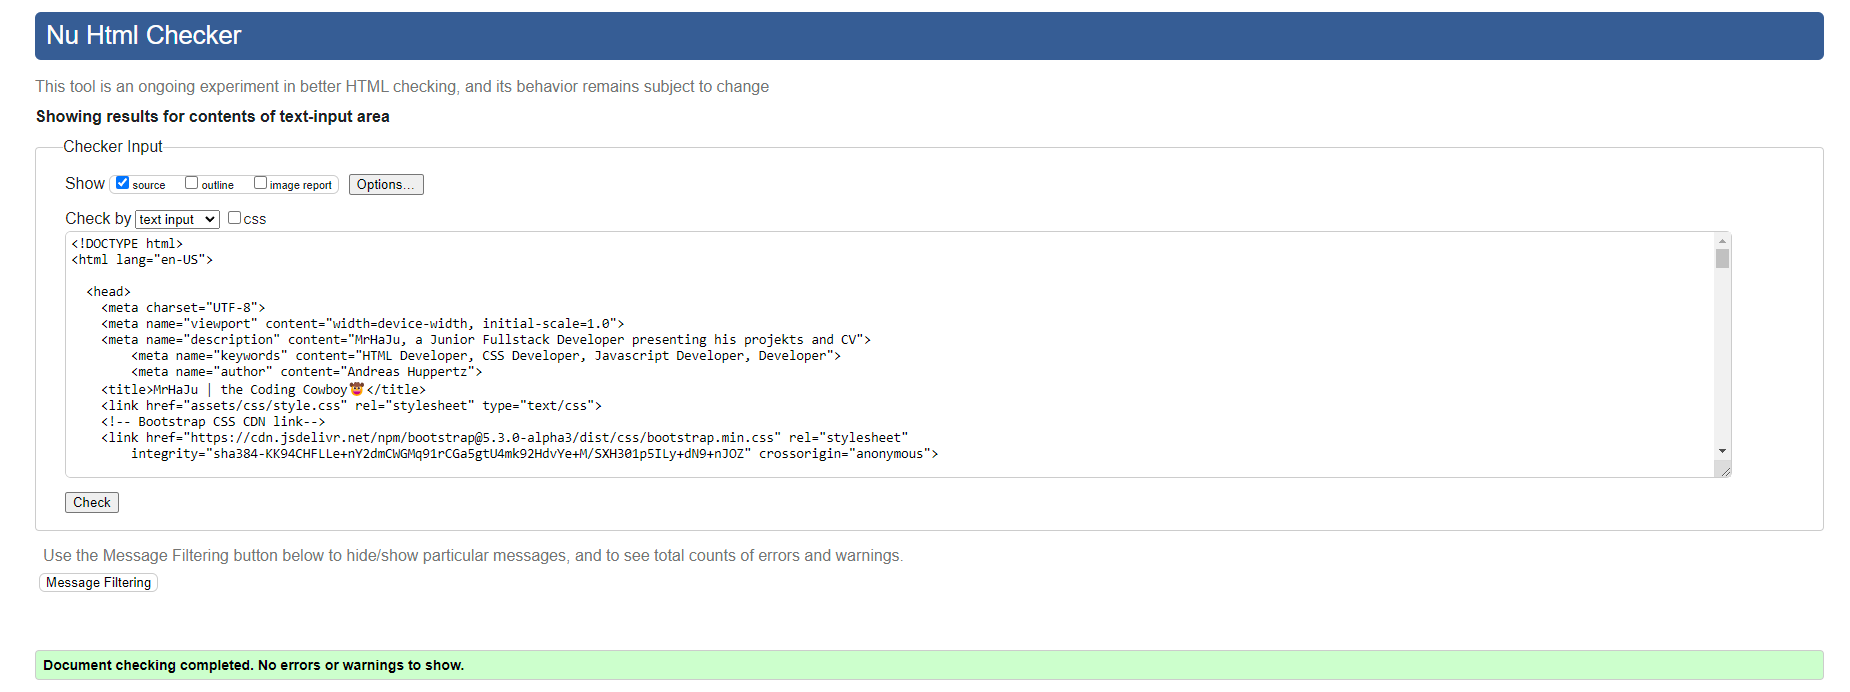 Nu Html Checker
This tool is an ongoing experiment in better HTML checking, and its behavior remains subject to change
Showing results for contents of text-input area
Checker Input
Show source outline image report Options...
Check by text input css
<!DOCTYPE html>
<html lang="en-US">
<head>
<meta charset="UTF-8">
<meta name="viewport" content="width=device-width, initial-scale=1.0">
<meta name="description" content="MrHaJu, a Junior Fullstack Developer presenting his projekts and CV">
<meta name="keywords" content="HTML Developer, CSS Developer, Javascript Developer, Developer">
<meta name="author" content="Andreas Huppertz">
<title>MrHaJu | the Coding Cowboy🤠</title>
<link href="assets/css/style.css" rel="stylesheet" type="text/css">
<!-- Bootstrap CSS CDN link-->
<link href="https://cdn.jsdelivr.net/npm/bootstrap@5.3.0-alpha3/dist/css/bootstrap.min.css" rel="stylesheet"
integrity="sha384-KK94CHFLLe+nY2dmCWGMq91rCGa5gtU4mk92HdvYe+M/SXH301p5ILy+dN9+nJOZ" crossorigin="anonymous">
Check
Use the Message Filtering button below to hide/show particular messages, and to see total counts of errors and warnings.
Message Filtering
Document checking completed. No errors or warnings to show.